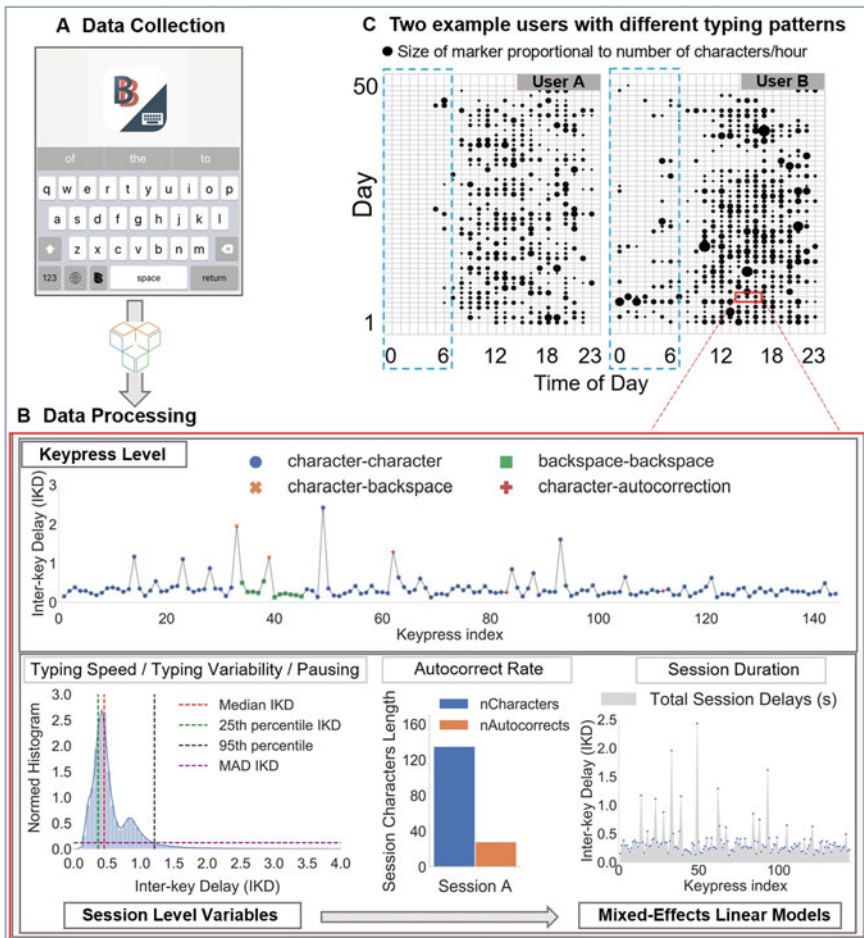 A Data Collection
B
of the to
q w e r t y u i o p
a s d f g h j k l
z x c v b n m
123 B space return
C Two example users with different typing patterns
Size of marker proportional to number of characters/hour
User A User B
50
Day
1
0 6 12 18 23 0 6 12 18 23
Time of Day
B Data Processing
Keypress Level
character-character backspace-backspace
character-backspace character-autocorrection
Inter-key Delay (IKD)
3
2
1
0
0 20 40 60 80 100 120 140
Keypress index
Typing Speed / Typing Variability / Pausing
Normed Histogram
3.0
2.5
2.0
1.5
1.0
0.5
0.0
Median IKD
25th percentile IKD
95th percentile
MAD IKD
0.0 0.5 1.0 1.5 2.0 2.5 3.0 3.5 4.0
Inter-key Delay (IKD)
Autocorrect Rate
nCharacters
nAutocorrects
Session Characters Length
160
120
80
40
0
Session A
Session Duration
Total Session Delays (s)
Inter-key Delay (IKD)
2.5
2.0
1.5
1.0
0.5
0.0
0 50 100
Keypress index
Session Level Variables
Mixed-Effects Linear Models